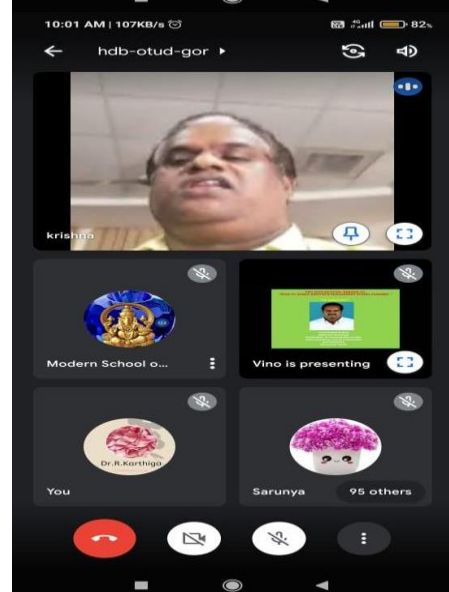 10:01 AM | 107KB/s
82%
hdb-otud-gor
krishna
Modern School o...
Vino is presenting
Dr.R.Karthiga
You
Sarunya
95 others